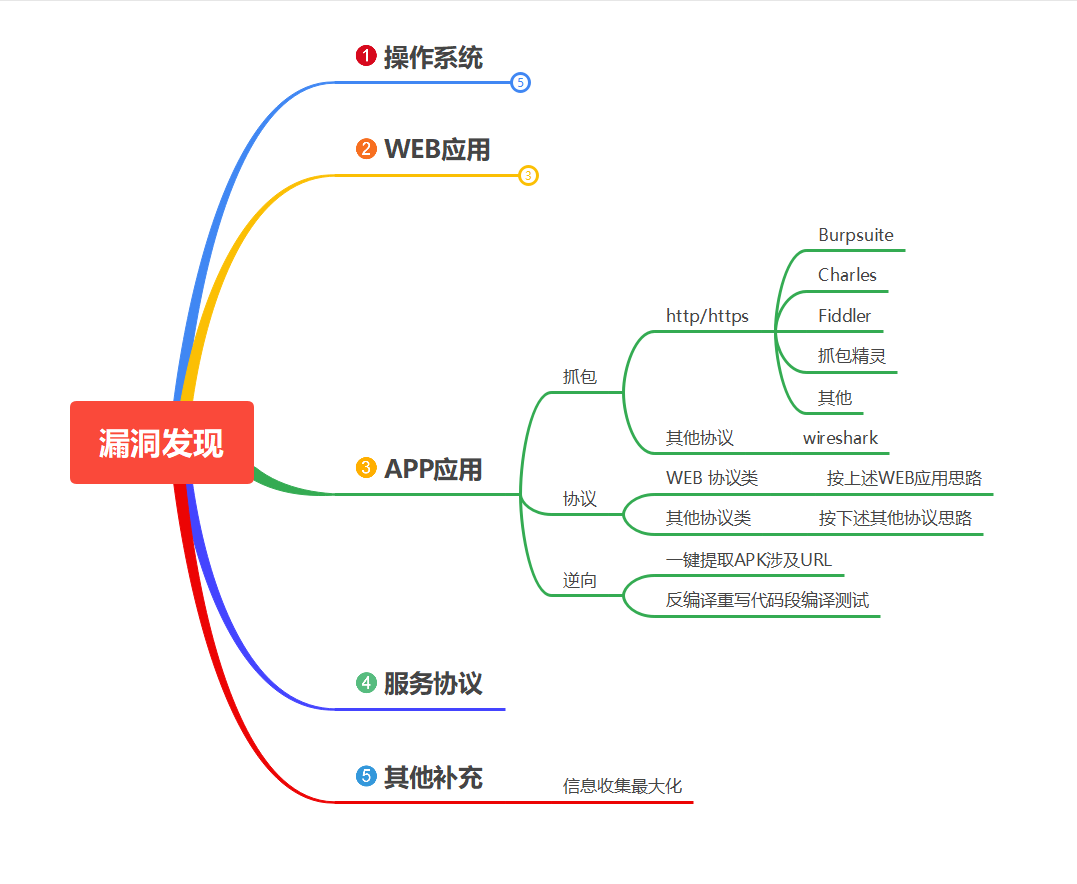 漏洞发现
1 操作系统
5
2 WEB应用
3
3 APP应用
抓包
http/https
Burpsuite
Charles
Fiddler
抓包精灵
其他
其他协议 wireshark
协议
WEB 协议类 按上述WEB应用思路
其他协议类 按下述其他协议思路
逆向
一键提取APK涉及URL
反编译重写代码段编译测试
4 服务协议
5 其他补充 信息收集最大化